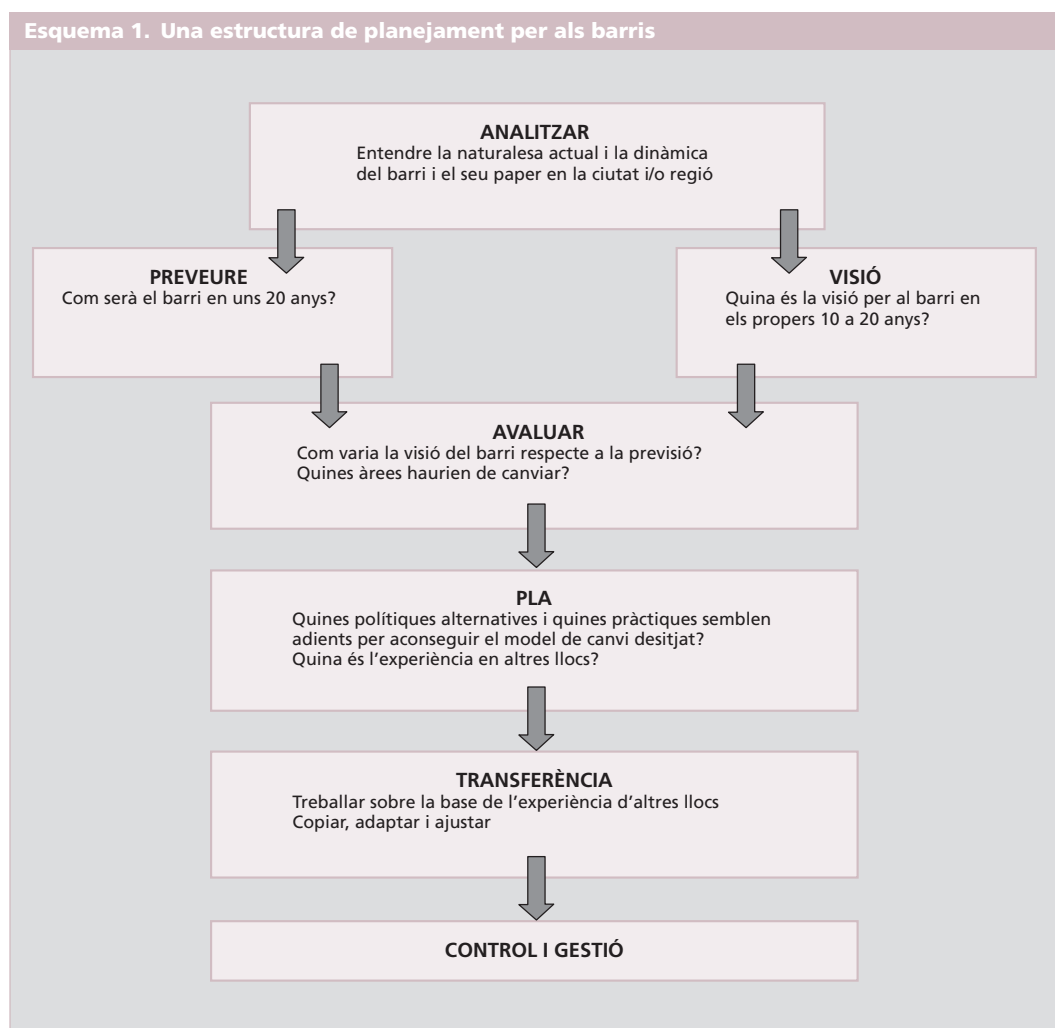 Esquema 1. Una estructura de planejament per als barris
ANALITZAR
Entendre la naturalesa actual i la dinàmica
del barri i el seu paper en la ciutat i/o regió
PREVEURE
Com serà el barri en uns 20 anys?
VISIÓ
Quina és la visió per al barri en
els propers 10 a 20 anys?
AVALUAR
Com varia la visió del barri respecte a la previsió?
Quines àrees haurien de canviar?
PLA
Quines polítiques alternatives i quines pràctiques semblen
adients per aconseguir el model de canvi desitjat?
Quina és l’experiència en altres llocs?
TRANSFERÈNCIA
Treballar sobre la base de l’experiència d’altres llocs
Copiar, adaptar i ajustar
CONTROL I GESTIÓ